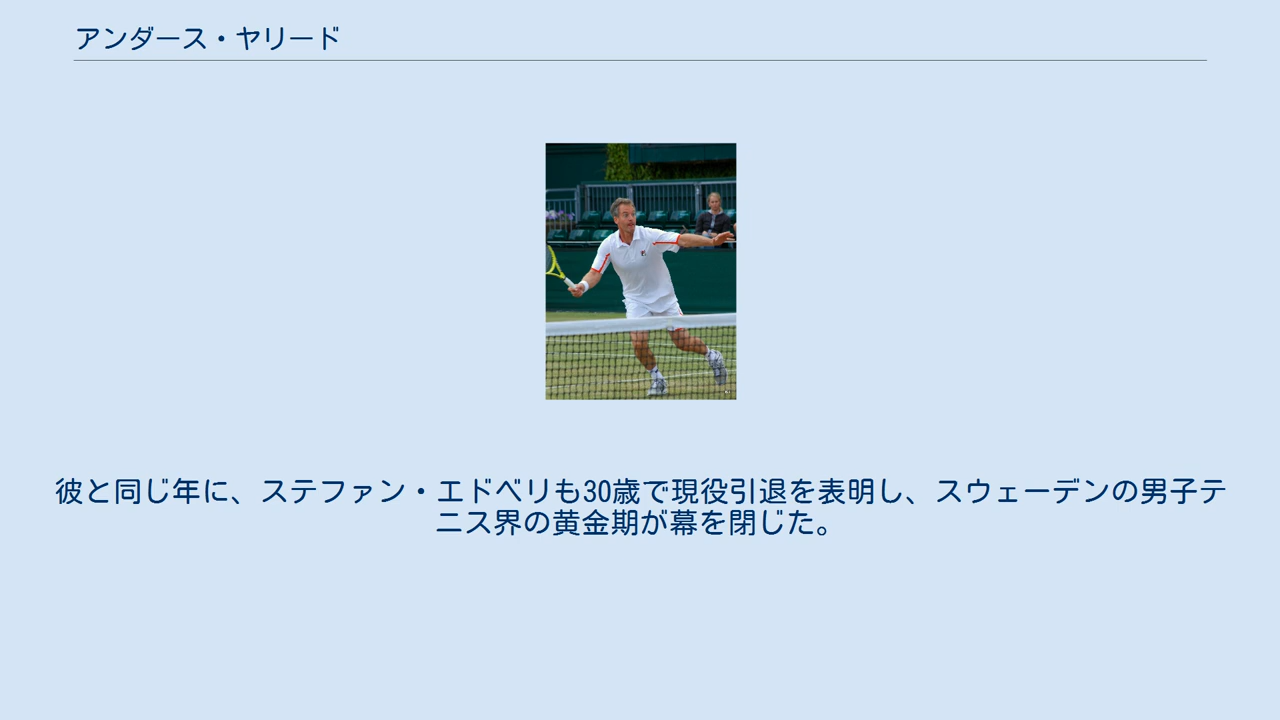 アンダース・ヤリード
彼と同じ年に、ステファン・エドベリも30歳で現役引退を表明し、スウェーデンの男子テ
ニス界の黄金期が幕を閉じた。